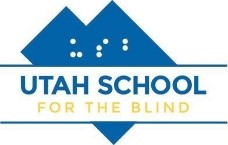 ⠥⠎⠃
UTAH SCHOOL
FOR THE BLIND